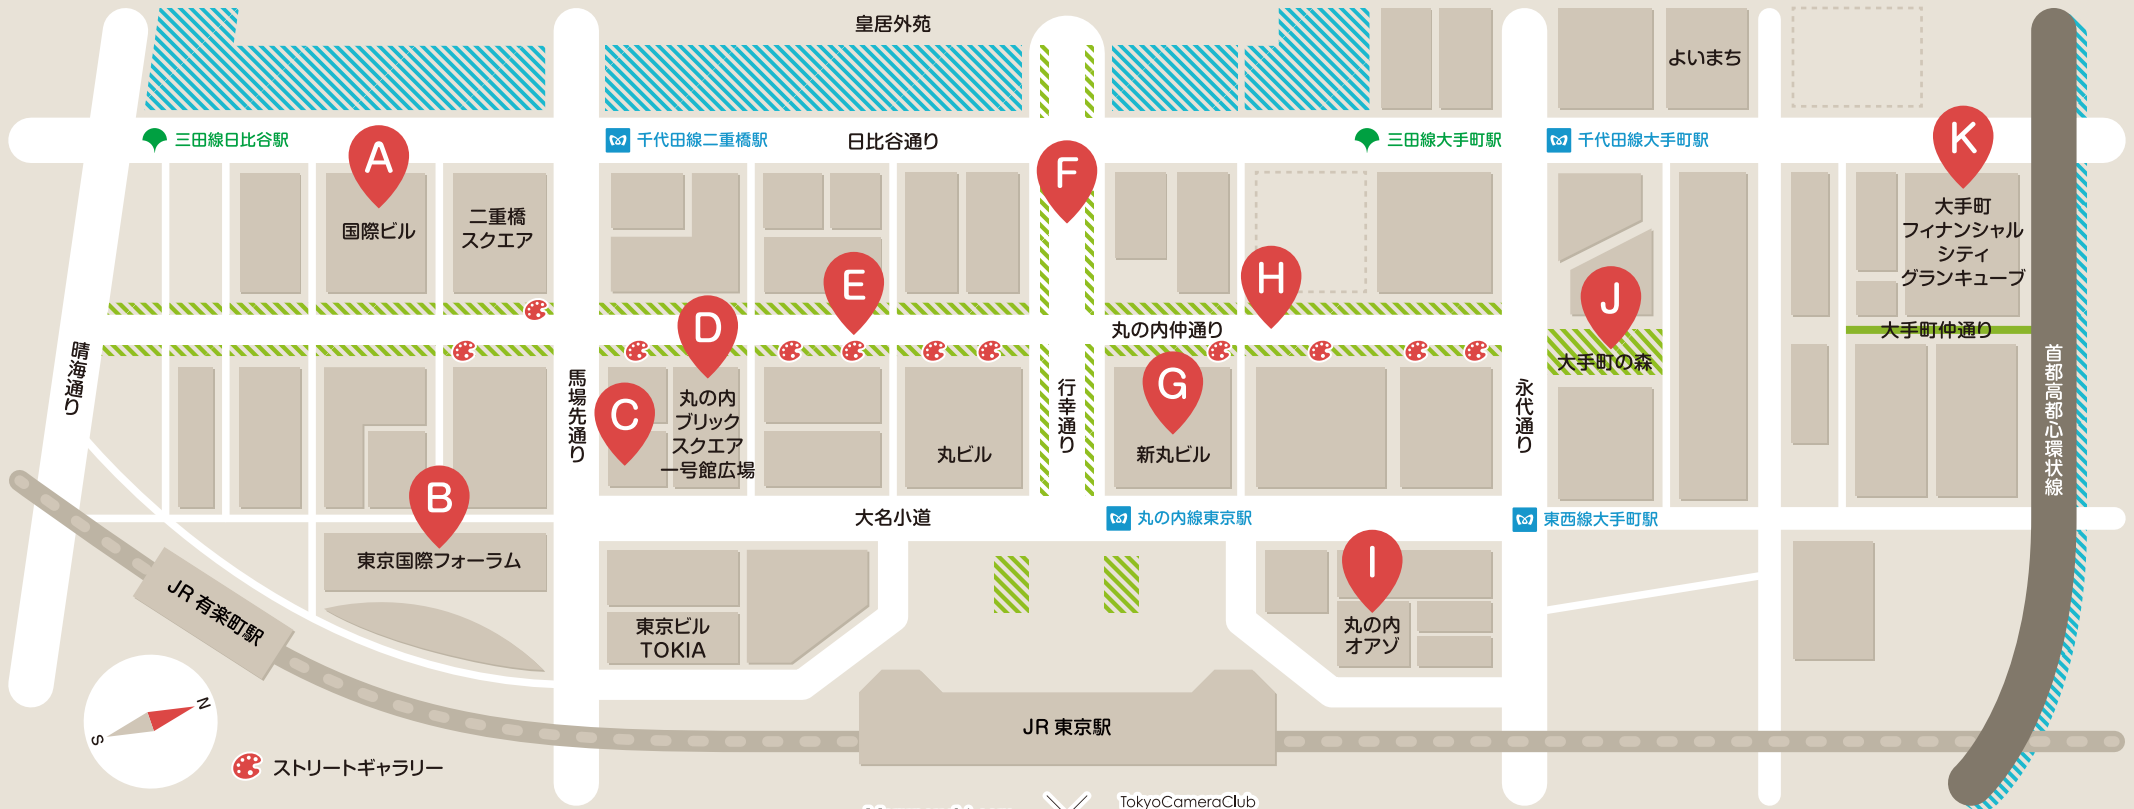 皇居外苑
よいまち
三田線日比谷駅
千代田線二重橋駅
日比谷通り
三田線大手町駅
千代田線大手町駅
A
F
K
国際ビル
二重橋
スクエア
大手町
フィナンシャル
シティ
グランキューブ
E
H
J
D
丸の内仲通り
大手町仲通り
大手町の森
晴海通り
馬場先通り
行幸通り
永代通り
首都高都心環状線
C
G
丸の内
ブリック
スクエア
一号館広場
丸ビル
新丸ビル
B
大名小道
丸の内線東京駅
東西線大手町駅
東京国際フォーラム
I
JR 有楽町駅
東京ビル
TOKIA
丸の内
オアゾ
N
S
JR 東京駅
ストリートギャラリー
TokyoCameraClub